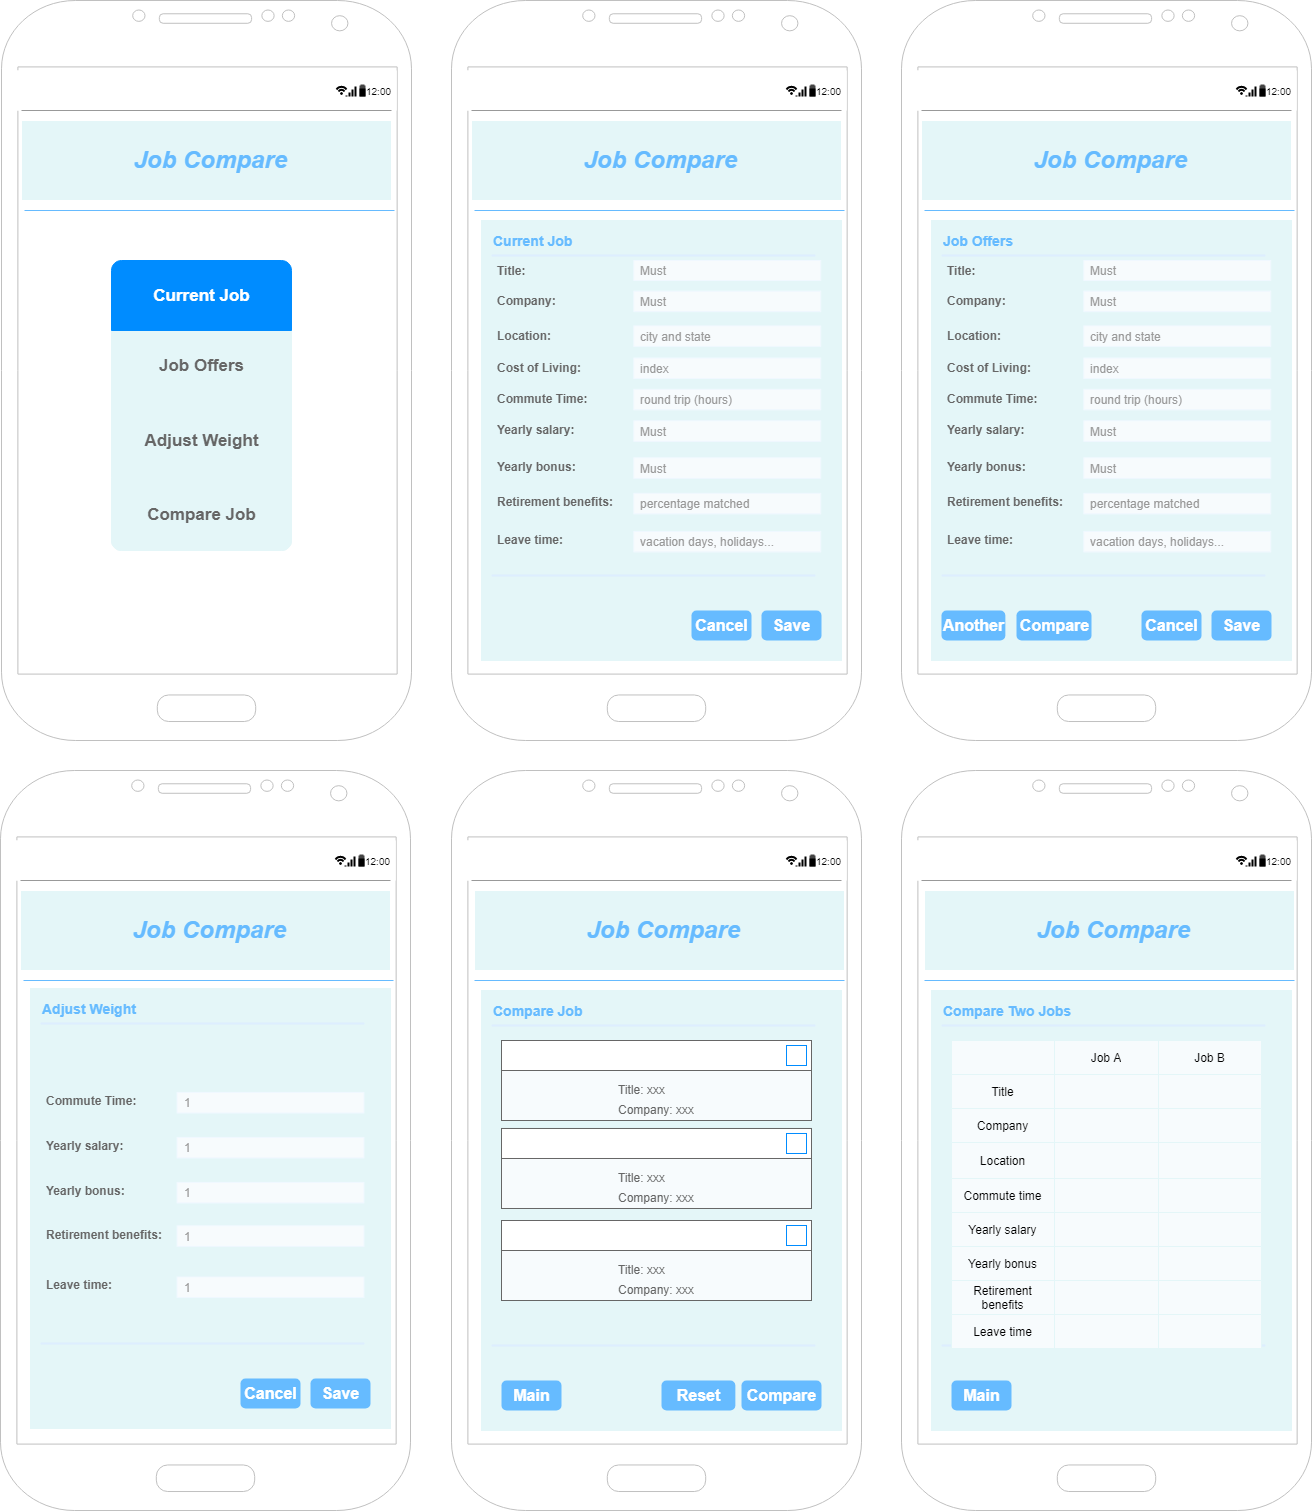 12:00
Job Compare
Current Job
Job Offers
Adjust Weight
Compare Job
12:00
Job Compare
Current Job
Title: Must
Company: Must
Location: city and state
Cost of Living: index
Commute Time: round trip (hours)
Yearly salary: Must
Yearly bonus: Must
Retirement benefits: percentage matched
Leave time: vacation days, holidays...
Cancel Save
12:00
Job Compare
Job Offers
Title: Must
Company: Must
Location: city and state
Cost of Living: index
Commute Time: round trip (hours)
Yearly salary: Must
Yearly bonus: Must
Retirement benefits: percentage matched
Leave time: vacation days, holidays...
Another Compare Cancel Save
12:00
Job Compare
Adjust Weight
Commute Time: 1
Yearly salary: 1
Yearly bonus: 1
Retirement benefits: 1
Leave time: 1
Cancel Save
12:00
Job Compare
Compare Job
Title: xxx
Company: xxx
Title: xxx
Company: xxx
Title: xxx
Company: xxx
Main Reset Compare
12:00
Job Compare
Compare Two Jobs
Job A Job B
Title
Company
Location
Commute time
Yearly salary
Yearly bonus
Retirement
benefits
Leave time
Main